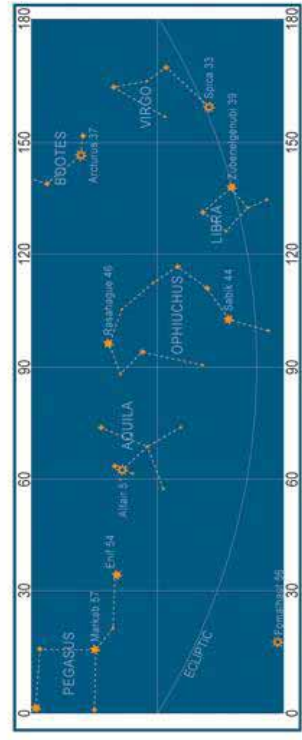 0
30
60
90
120
150
180
PEGASUS
Markab 57
Enif 54
AQUILA
Altair 51
Rasalhague 46
OPHIUCHUS
Sabik 44
BOOTES
Arcturus 37
LIBRA
Zubenelgenubi 39
VIRGO
Spica 33
ECLIPTIC
Fomalhaut 56
0
30
60
90
120
150
180